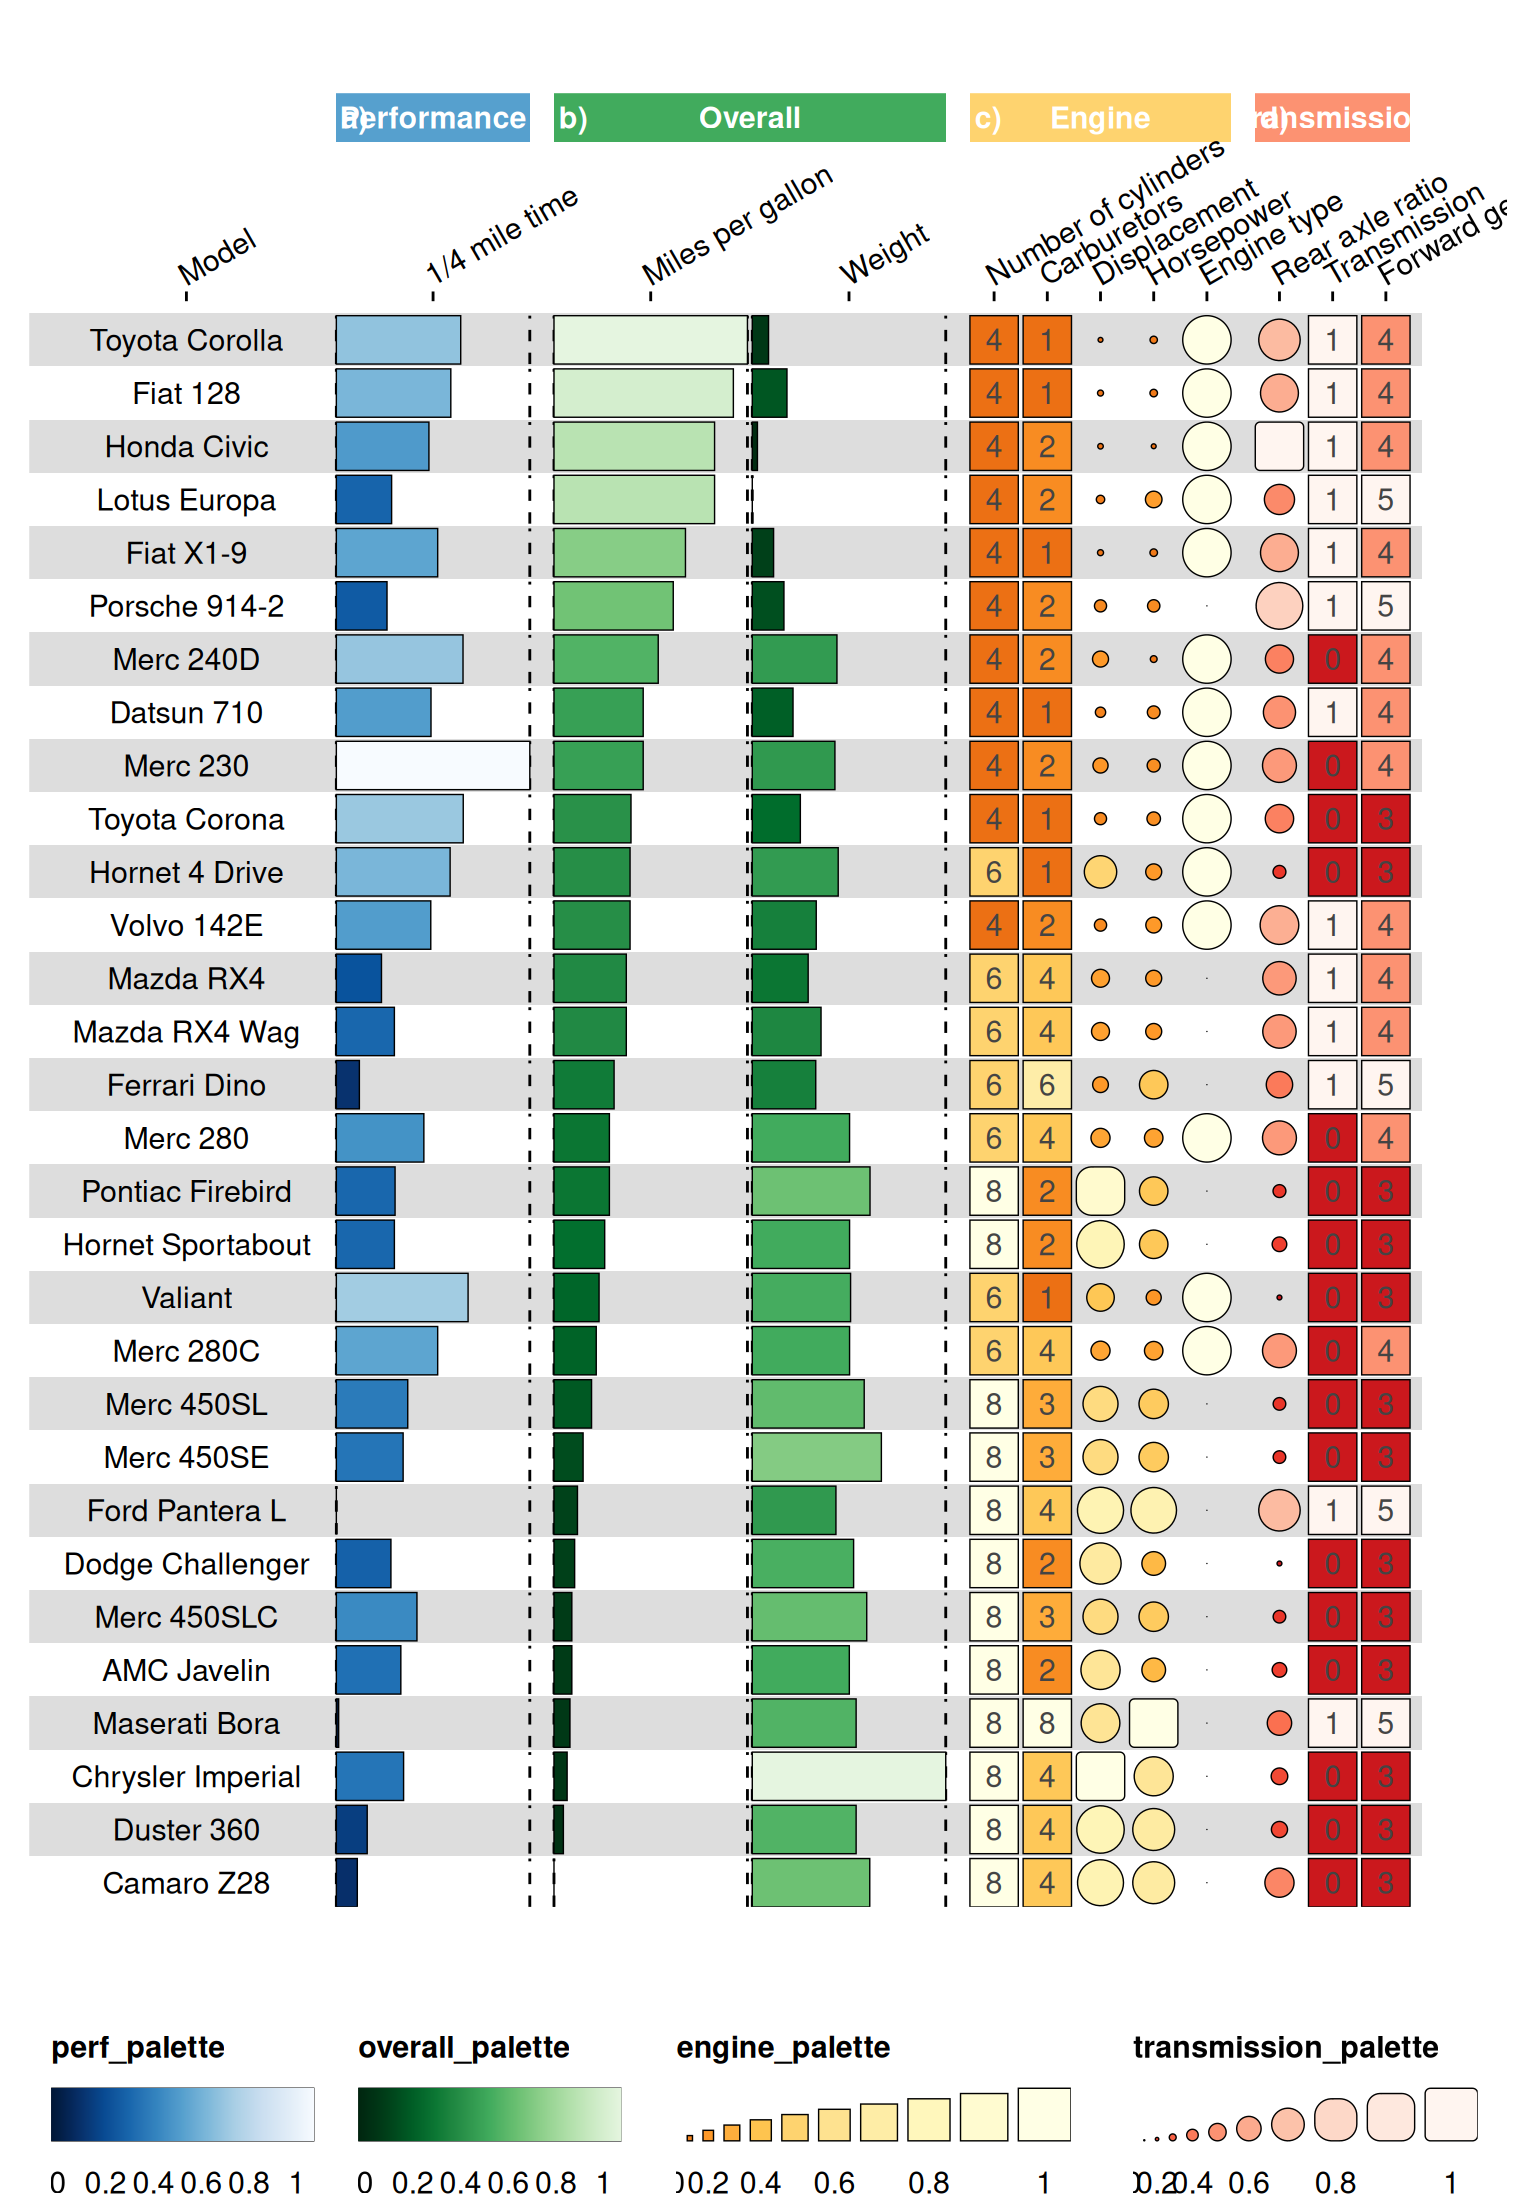 a) Performance b) Overall c) Engine d) ransmissio
Model 1/4 mile time Miles per gallon Weight Number of cylinders Carburetors Displacement Horsepower Engine type Rear axle ratio Transmission Forward ge
Toyota Corolla 4 1 1 4
Fiat 128 4 1 1 4
Honda Civic 4 2 1 4
Lotus Europa 4 2 1 5
Fiat X1-9 4 1 1 4
Porsche 914-2 4 2 1 5
Merc 240D 4 2 0 4
Datsun 710 4 1 1 4
Merc 230 4 2 0 4
Toyota Corona 4 1 0 3
Hornet 4 Drive 6 1 0 3
Volvo 142E 4 2 1 4
Mazda RX4 6 4 1 4
Mazda RX4 Wag 6 4 1 4
Ferrari Dino 6 6 1 5
Merc 280 6 4 0 4
Pontiac Firebird 8 2 0 3
Hornet Sportabout 8 2 0 3
Valiant 6 1 0 3
Merc 280C 6 4 0 4
Merc 450SL 8 3 0 3
Merc 450SE 8 3 0 3
Ford Pantera L 8 4 1 5
Dodge Challenger 8 2 0 3
Merc 450SLC 8 3 0 3
AMC Javelin 8 2 0 3
Maserati Bora 8 8 1 5
Chrysler Imperial 8 4 0 3
Duster 360 8 4 0 3
Camaro Z28 8 4 0 3
perf_palette overall_palette engine_palette transmission_palette
0 0.2 0.4 0.6 0.8 1 0 0.2 0.4 0.6 0.8 1 0 0.2 0.4 0.6 0.8 1 0 0.2 0.4 0.6 0.8 1